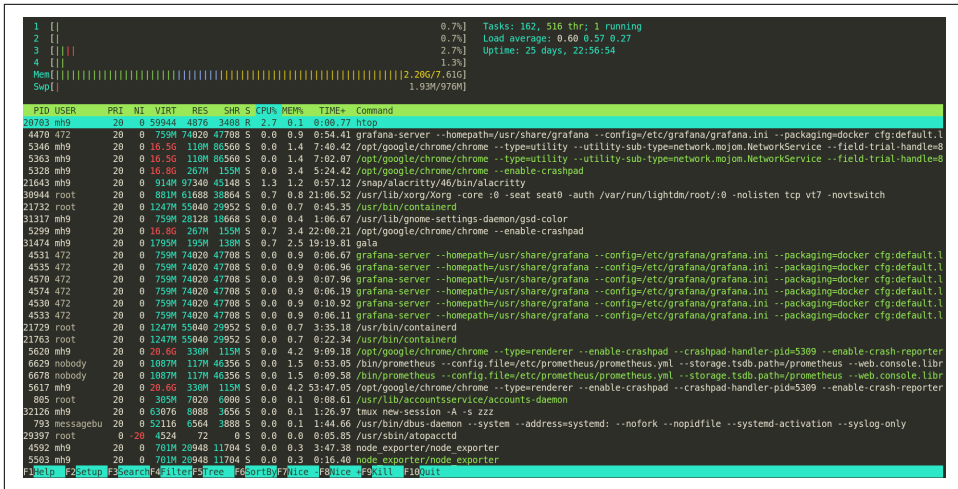 1 [| 0.7%] Tasks: 162, 516 thr; 1 running
2 [| 0.7%] Load average: 0.60 0.57 0.27
3 [|||| 2.7%] Uptime: 25 days, 22:56:54
4 [|| 1.3%]
Mem[||||||||||||||||||||||||||||||||||||||||||||||||||||||||||2.20G/7.61G]
Swp[| 1.93M/976M]
PID USER PRI NI VIRT RES SHR S CPU% MEM% TIME+ Command
20703 mh9 20 0 59944 4876 3408 R 2.7 0.1 0:00.77 htop
4470 472 20 0 759M 74020 47708 S 0.0 0.9 0:54.41 grafana-server --homepath=/usr/share/grafana --config=/etc/grafana/grafana.ini --packaging=docker cfg:default.l
5346 mh9 20 0 16.5G 110M 86560 S 0.0 1.4 7:40.42 /opt/google/chrome/chrome --type=utility --utility-sub-type=network.mojom.NetworkService --field-trial-handle=8
5363 mh9 20 0 16.5G 110M 86560 S 0.0 1.4 7:02.07 /opt/google/chrome/chrome --type=utility --utility-sub-type=network.mojom.NetworkService --field-trial-handle=8
5328 mh9 20 0 16.8G 267M 155M S 0.0 3.4 5:24.42 /opt/google/chrome/chrome --enable-crashpad
21643 mh9 20 0 914M 97340 45148 S 1.3 1.2 0:57.12 /snap/alacritty/46/bin/alacritty
30944 root 20 0 881M 61688 38864 S 0.7 0.8 21:06.52 /usr/lib/xorg/Xorg -core :0 -seat seat0 -auth /var/run/lightdm/root/:0 -nolisten tcp vt7 -novtswitch
21732 root 20 0 1247M 55040 29952 S 0.0 0.7 0:45.35 /usr/bin/containerd
31317 mh9 20 0 759M 28128 18668 S 0.0 0.4 1:06.67 /usr/lib/gnome-settings-daemon/gsd-color
5299 mh9 20 0 16.8G 267M 155M S 0.7 3.4 22:00.21 /opt/google/chrome/chrome --enable-crashpad
31474 mh9 20 0 1795M 195M 138M S 0.7 2.5 19:19.81 gala
4531 472 20 0 759M 74020 47708 S 0.0 0.9 0:06.67 grafana-server --homepath=/usr/share/grafana --config=/etc/grafana/grafana.ini --packaging=docker cfg:default.l
4535 472 20 0 759M 74020 47708 S 0.0 0.9 0:06.96 grafana-server --homepath=/usr/share/grafana --config=/etc/grafana/grafana.ini --packaging=docker cfg:default.l
4570 472 20 0 759M 74020 47708 S 0.0 0.9 0:07.96 grafana-server --homepath=/usr/share/grafana --config=/etc/grafana/grafana.ini --packaging=docker cfg:default.l
4574 472 20 0 759M 74020 47708 S 0.0 0.9 0:06.19 grafana-server --homepath=/usr/share/grafana --config=/etc/grafana/grafana.ini --packaging=docker cfg:default.l
4530 472 20 0 759M 74020 47708 S 0.0 0.9 0:10.92 grafana-server --homepath=/usr/share/grafana --config=/etc/grafana/grafana.ini --packaging=docker cfg:default.l
4533 472 20 0 759M 74020 47708 S 0.0 0.9 0:06.11 grafana-server --homepath=/usr/share/grafana --config=/etc/grafana/grafana.ini --packaging=docker cfg:default.l
21729 root 20 0 1247M 55040 29952 S 0.0 0.7 3:35.18 /usr/bin/containerd
21763 root 20 0 1247M 55040 29952 S 0.0 0.7 0:22.34 /usr/bin/containerd
5620 mh9 20 0 20.6G 330M 115M S 0.0 4.2 9:09.18 /opt/google/chrome/chrome --type=renderer --enable-crashpad --crashpad-handler-pid=5309 --enable-crash-reporter
6629 nobody 20 0 1087M 117M 46356 S 0.0 1.5 0:53.05 /bin/prometheus --config.file=/etc/prometheus/prometheus.yml --storage.tsdb.path=/prometheus --web.console.libr
6678 nobody 20 0 1087M 117M 46356 S 0.0 1.5 0:09.58 /bin/prometheus --config.file=/etc/prometheus/prometheus.yml --storage.tsdb.path=/prometheus --web.console.libr
5617 mh9 20 0 20.6G 330M 115M S 0.0 4.2 53:47.05 /opt/google/chrome/chrome --type=renderer --enable-crashpad --crashpad-handler-pid=5309 --enable-crash-reporter
805 root 20 0 305M 7020 6000 S 0.0 0.1 0:08.61 /usr/lib/accountsservice/accounts-daemon
32126 mh9 20 0 63076 8088 3656 S 0.0 0.1 1:26.97 tmux new-session -A -s zzz
793 messagebu 20 0 52116 6564 3888 S 0.0 0.1 1:44.66 /usr/bin/dbus-daemon --system --address=systemd: --nofork --nopidfile --systemd-activation --syslog-only
29397 root 0 -20 4524 72 0 S 0.0 0.0 0:05.85 /usr/sbin/atopacctd
4592 mh9 20 0 701M 20948 11704 S 0.0 0.3 3:47.38 node_exporter/node_exporter
5503 mh9 20 0 701M 20948 11704 S 0.0 0.3 0:16.40 node_exporter/node_exporter
F1Help F2Setup F3SearchF4FilterF5Tree F6SortByF7Nice -F8Nice +F9Kill F10Quit